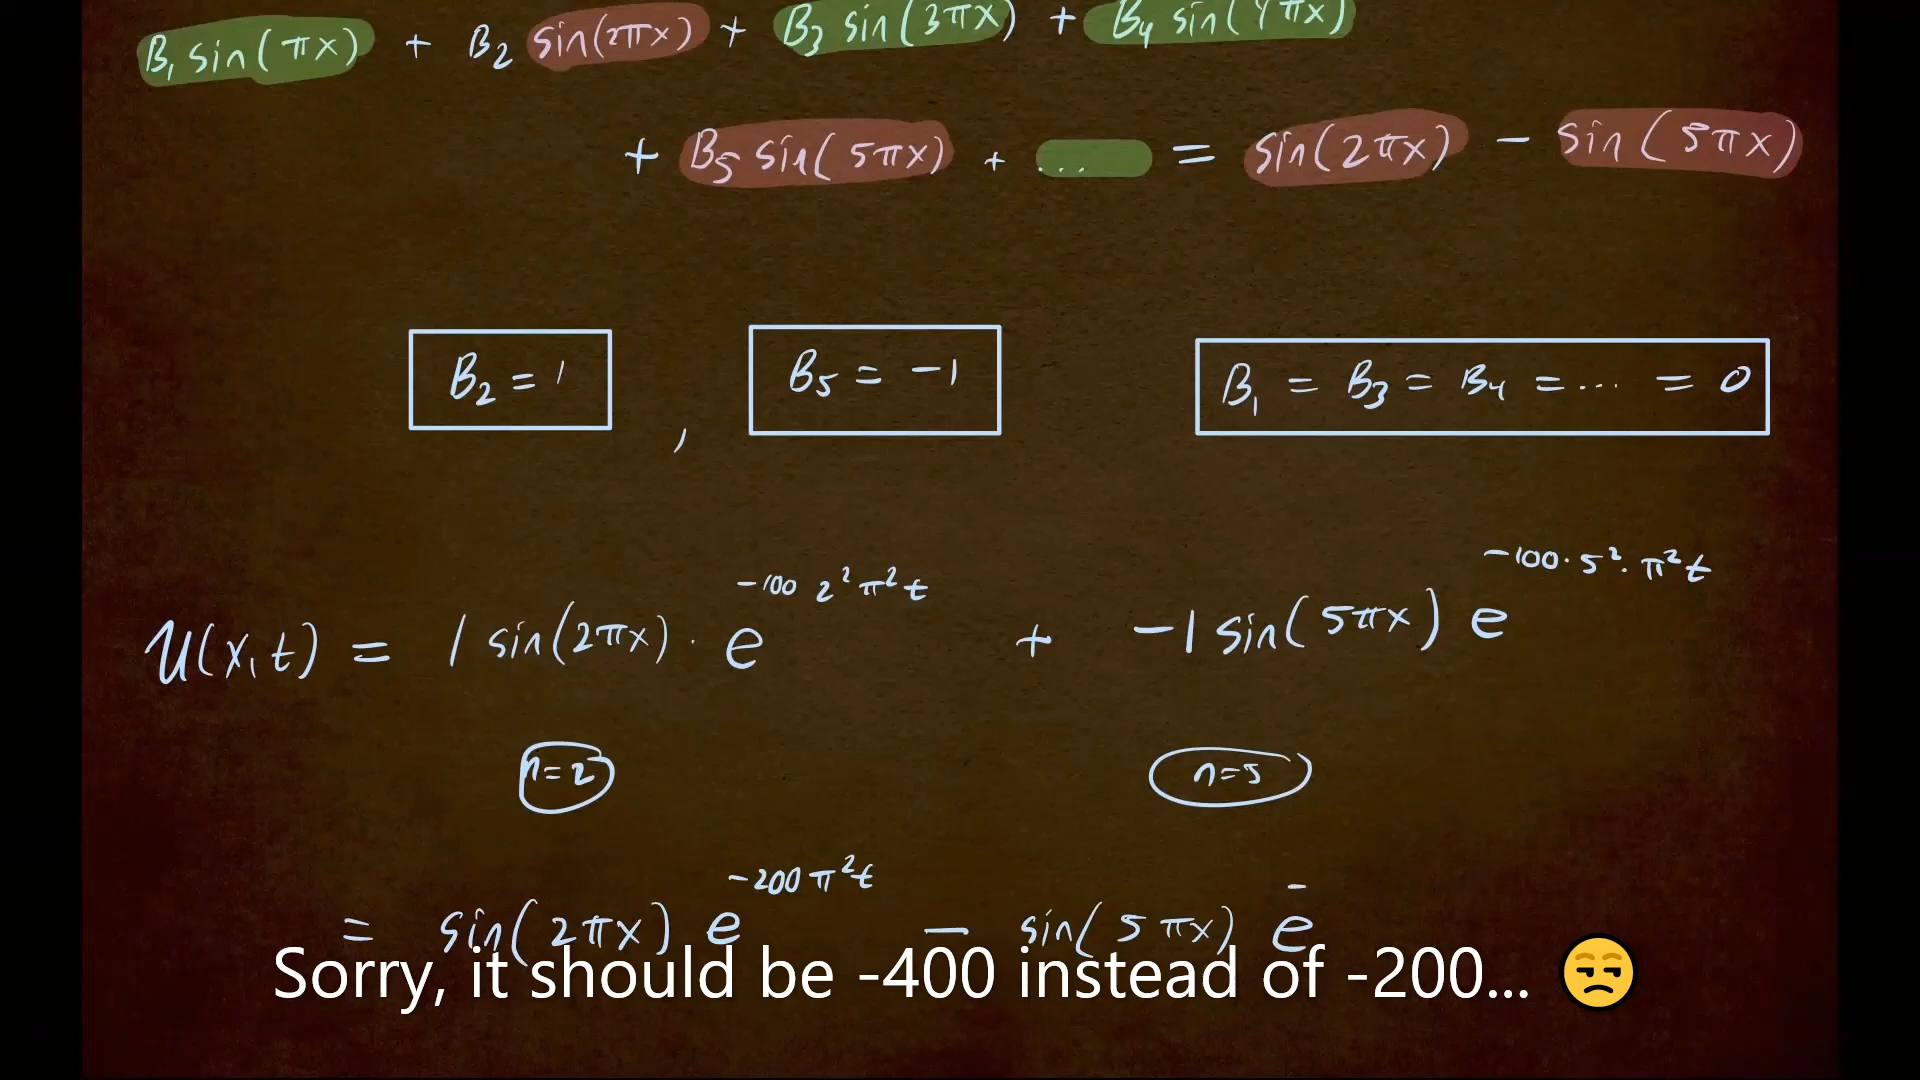 B₁ sin(πx) + B₂ sin(2πx) + B₃ sin(3πx) + B₄ sin(4πx)
+ B₅ sin(5πx) + ... = sin(2πx) - sin(5πx)
B₂ = 1 , B₅ = -1 B₁ = B₃ = B₄ = ... = 0
u(x,t) = 1 sin(2πx) · e^(-100 2² π² t) + -1 sin(5πx) e^(-100 · 5² · π² t)
n=2 n=5
= sin(2πx) e^(-200 π² t) - sin(5πx) e^-
Sorry, it should be -400 instead of -200... 😒